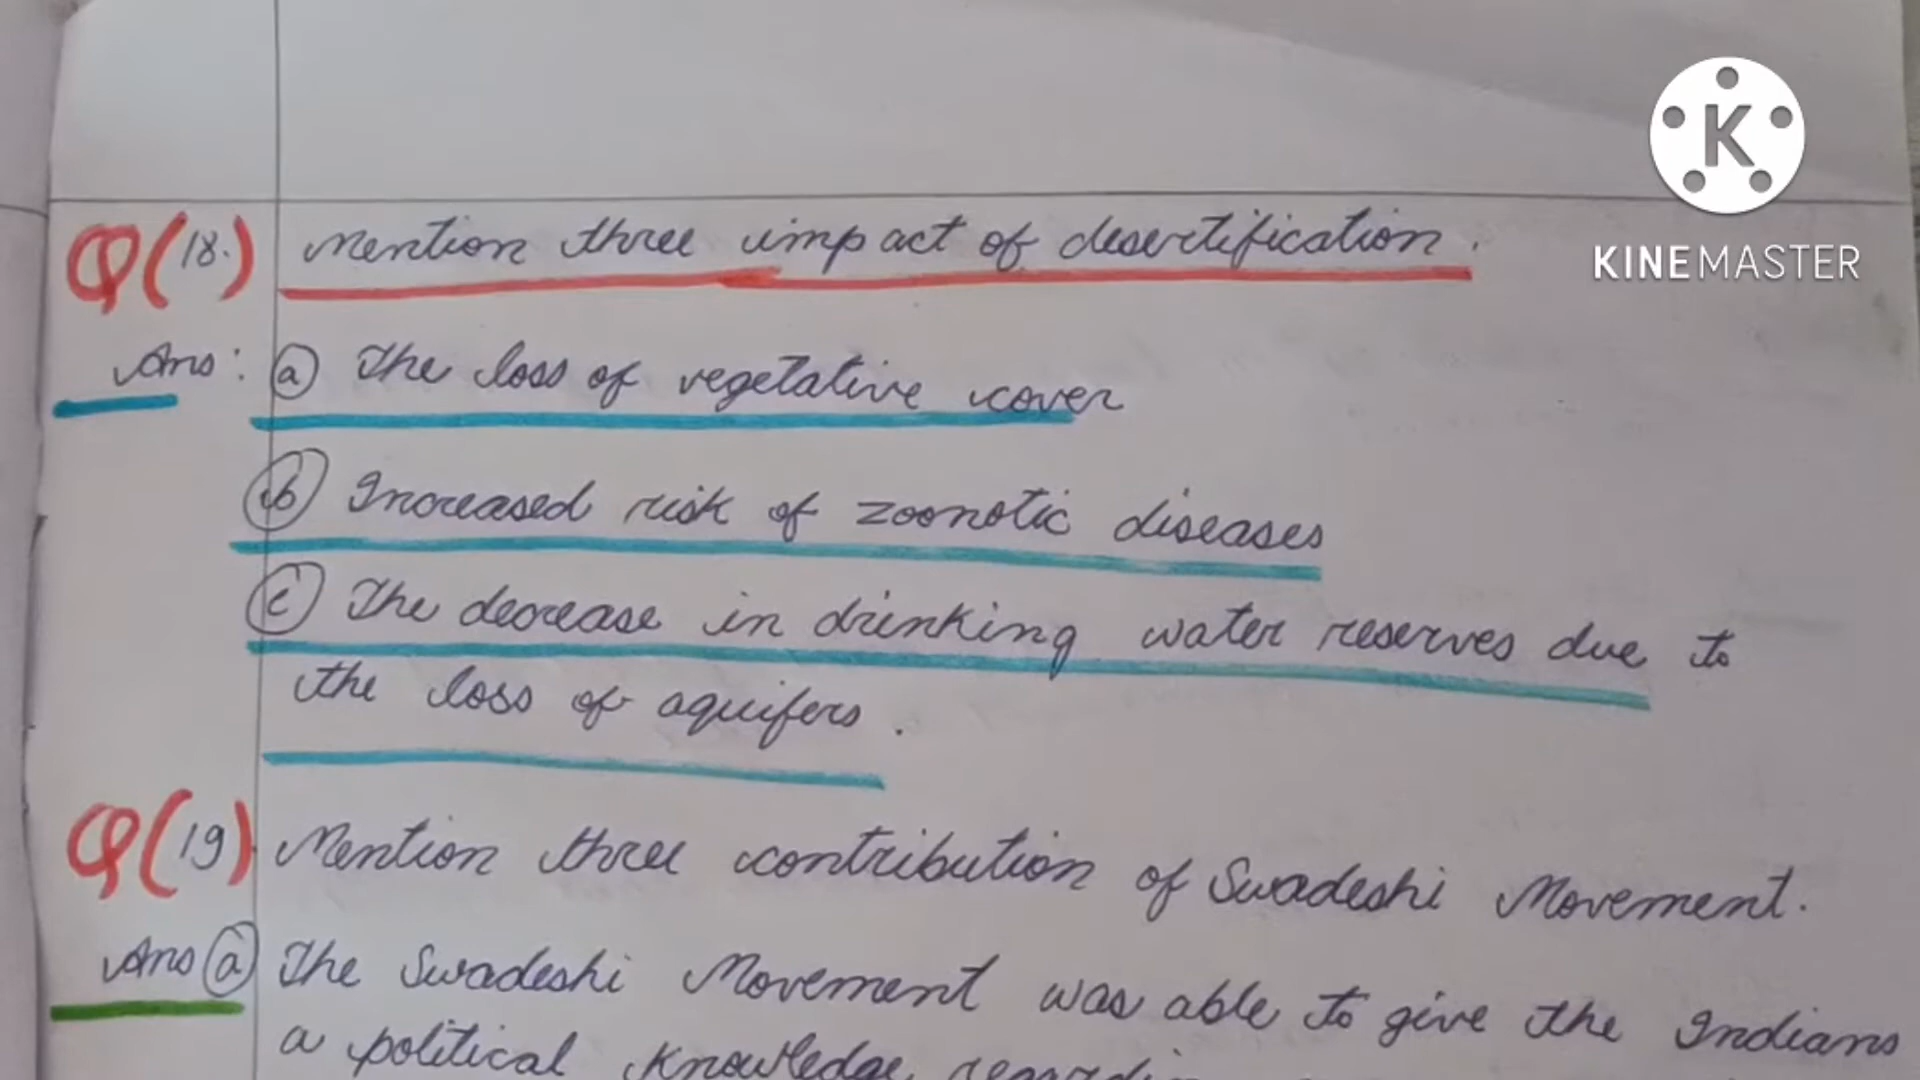 K
KINEMASTER
Q(18.) Mention three impact of desertification.
Ans: (a) The loss of vegetative cover
(b) Increased risk of zoonotic diseases
(c) The decrease in drinking water reserves due to
the loss of aquifers.
Q(19) Mention three contribution of Swadeshi Movement.
Ans (a) The Swadeshi Movement was able to give the Indians
a political knowledge